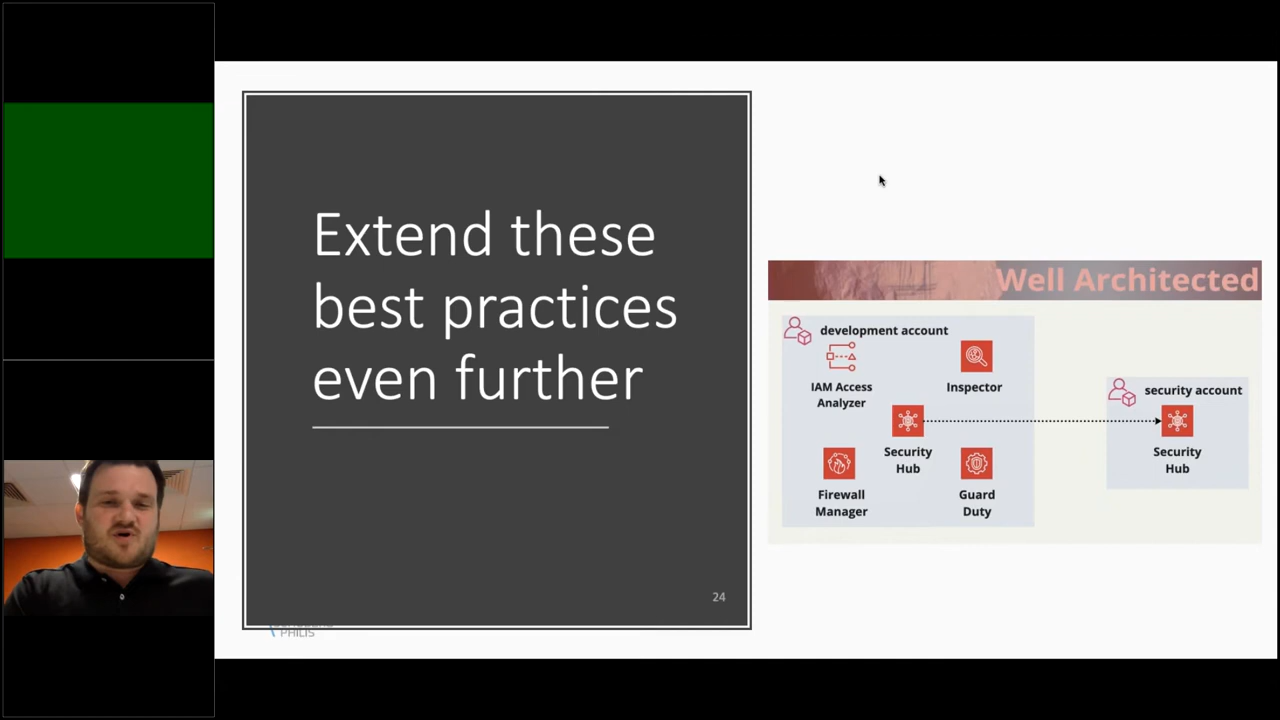 Extend these
best practices
even further
24
PHILIS
Well Architected
development account
IAM Access
Analyzer
Inspector
Security
Hub
Firewall
Manager
Guard
Duty
security account
Security
Hub